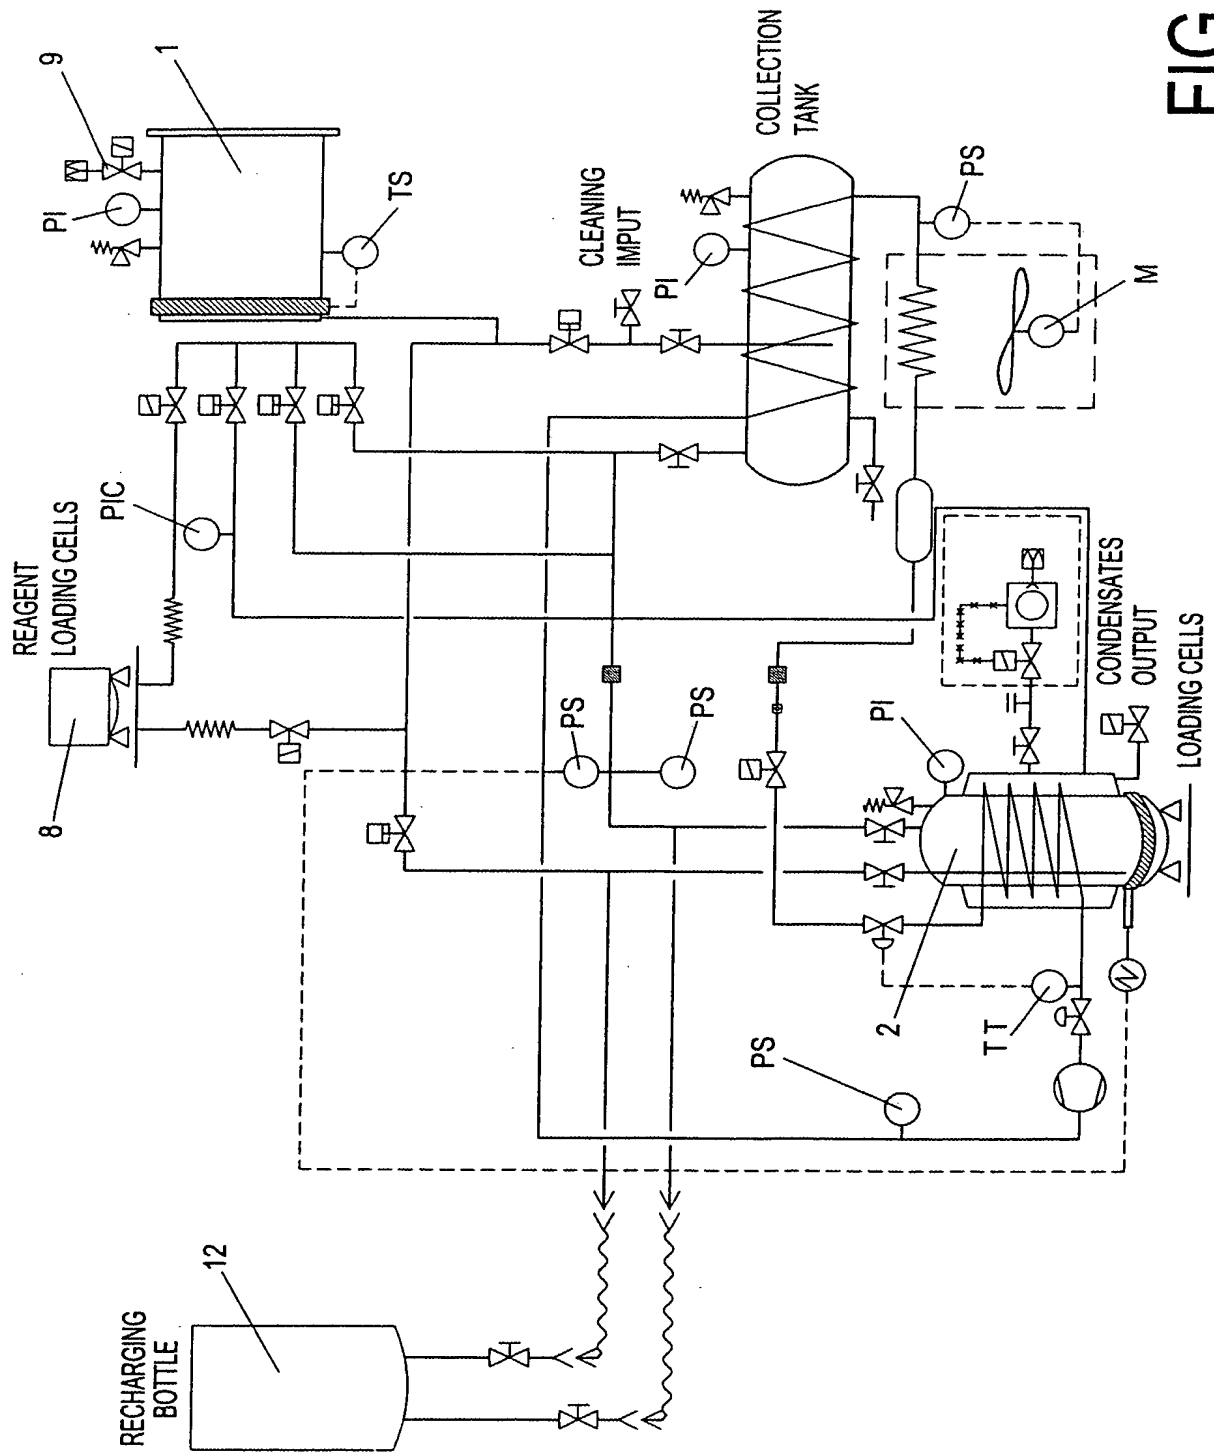 RECHARGING
BOTTLE
12
8
REAGENT
LOADING CELLS
PIC
PI
9
1
TS
PS
PS
PS
TT
2
PI
CLEANING
IMPUT
PI
COLLECTION
TANK
PS
M
CONDENSATES
OUTPUT
LOADING CELLS
FIG